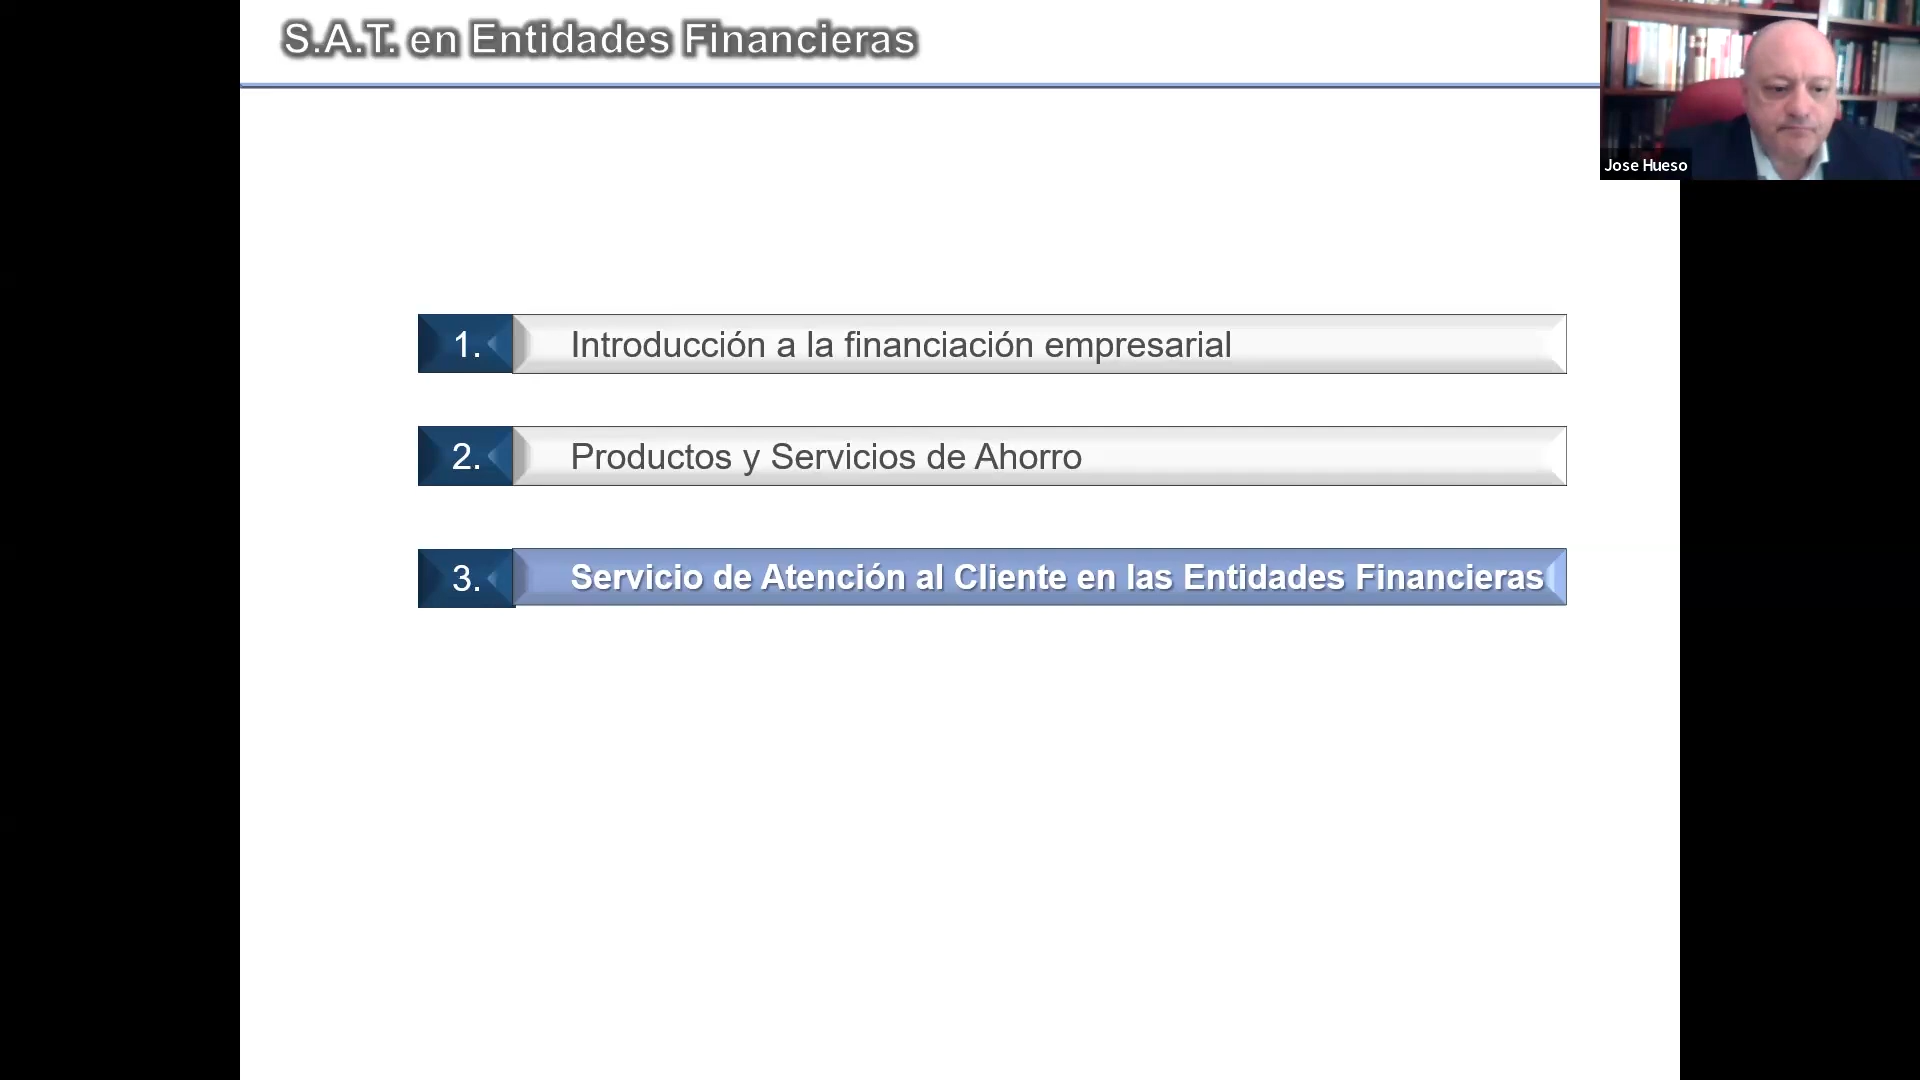 S.A.T. en Entidades Financieras
Jose Hueso
1. Introducción a la financiación empresarial
2. Productos y Servicios de Ahorro
3. Servicio de Atención al Cliente en las Entidades Financieras